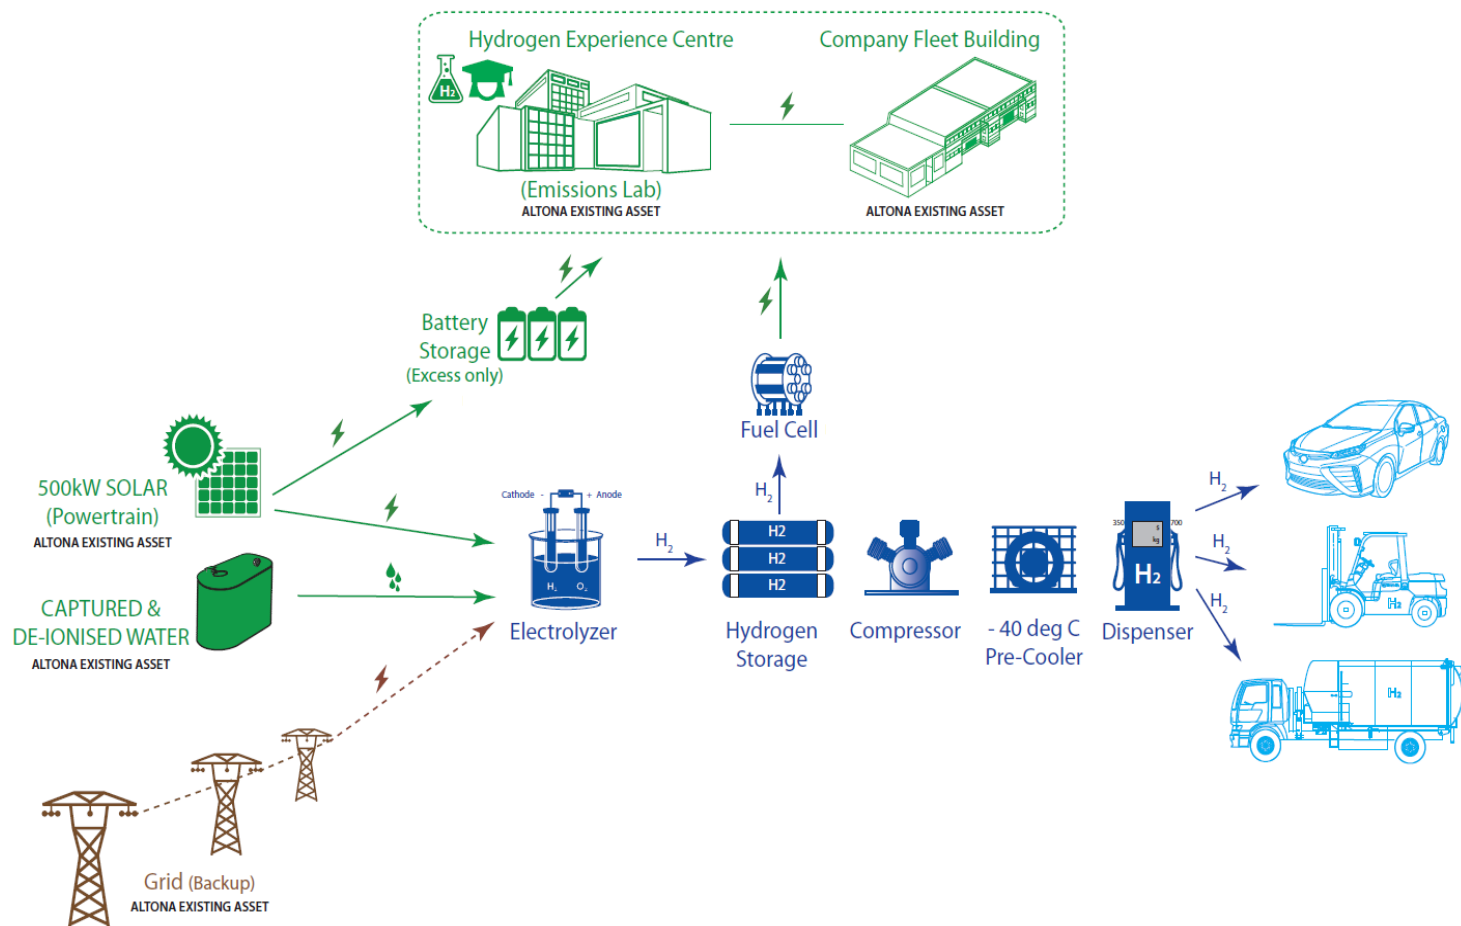 Hydrogen Experience Centre
Company Fleet Building
H2
(Emissions Lab)
ALTONA EXISTING ASSET
ALTONA EXISTING ASSET
Battery
Storage
(Excess only)
Fuel Cell
500kW SOLAR
(Powertrain)
ALTONA EXISTING ASSET
CAPTURED &
DE-IONISED WATER
ALTONA EXISTING ASSET
Cathode - + Anode
H₂ O₂
Electrolyzer
H₂
H₂
H2
H2
H2
Hydrogen
Storage
Compressor
- 40 deg C
Pre-Cooler
350 700
$
kg
H₂
Dispenser
H₂
H₂
H₂
H₂
H₂
Grid (Backup)
ALTONA EXISTING ASSET